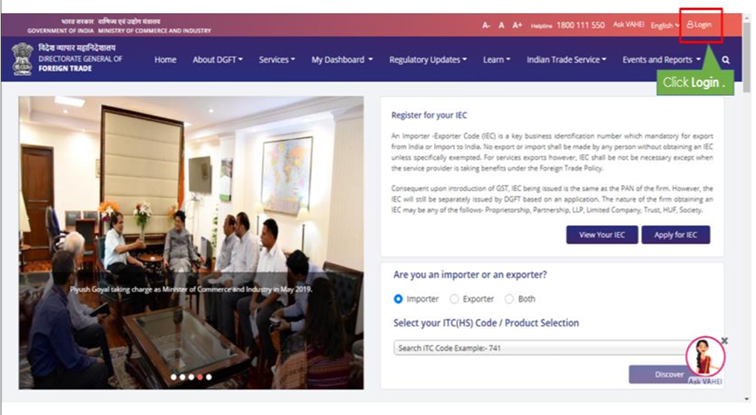 भारत सरकार वाणिज्य एवं उद्योग मंत्रालय
GOVERNMENT OF INDIA MINISTRY OF COMMERCE AND INDUSTRY
A- A A+ Helpline 1800 111 550 Ask VAHEI English Login
विदेश व्यापार महानिदेशालय
DIRECTORATE GENERAL OF
FOREIGN TRADE
Home About DGFT Services My Dashboard Regulatory Updates Learn Indian Trade Service Events and Reports
Click Login .
Piyush Goyal taking charge as Minister of Commerce and Industry in May 2019.
Register for your IEC
An Importer -Exporter Code (IEC) is a key business identification number which mandatory for export
from India or Import to India. No export or import shall be made by any person without obtaining an IEC
unless specifically exempted. For services exports however, IEC shall be not be necessary except when
the service provider is taking benefits under the Foreign Trade Policy.
Consequent upon introduction of GST, IEC being issued is the same as the PAN of the firm. However, the
IEC will still be separately issued by DGFT based on an application. The nature of the firm obtaining an
IEC may be any of the follows- Proprietorship, Partnership, LLP, Limited Company, Trust, HUF, Society.
View Your IEC Apply for IEC
Are you an importer or an exporter?
Importer Exporter Both
Select your ITC(HS) Code / Product Selection
Search ITC Code Example:- 741
Discover
Ask VAHEI